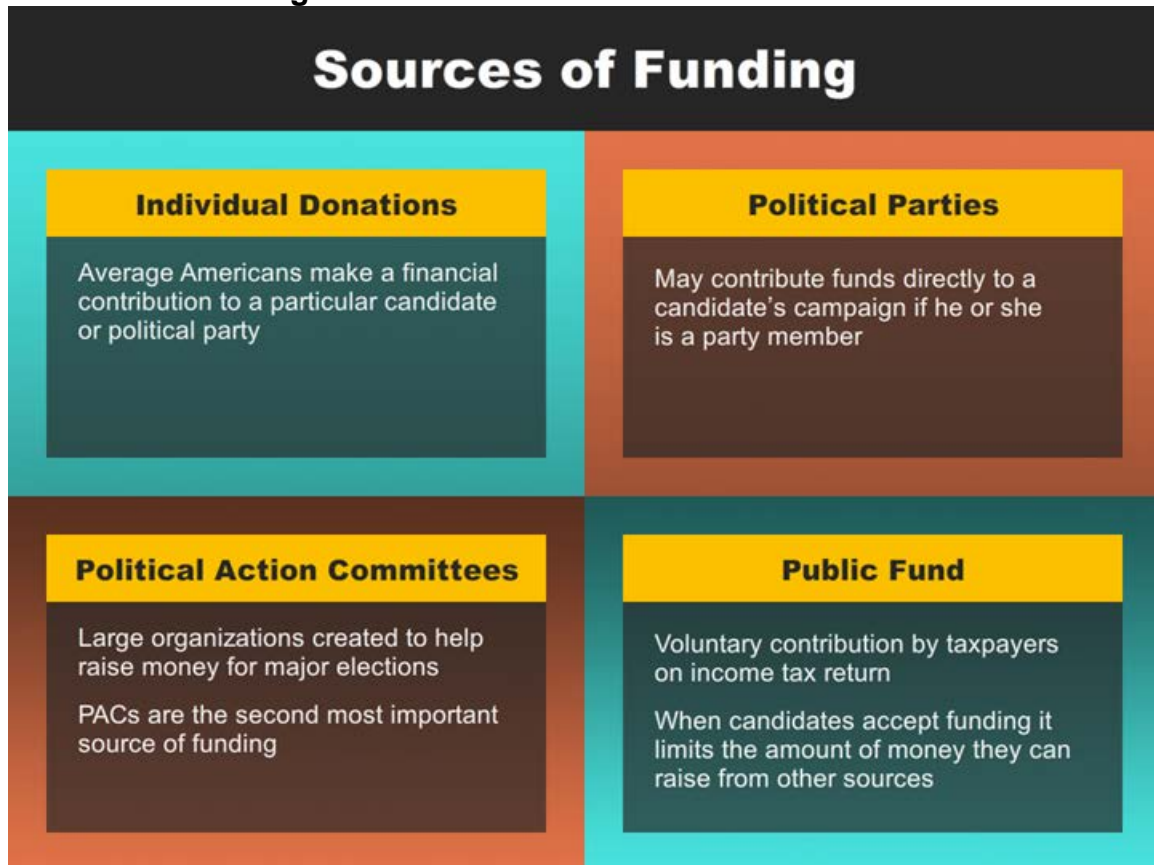 Sources of Funding
Individual Donations
Average Americans make a financial
contribution to a particular candidate
or political party
Political Parties
May contribute funds directly to a
candidate's campaign if he or she
is a party member
Political Action Committees
Large organizations created to help
raise money for major elections
PACs are the second most important
source of funding
Public Fund
Voluntary contribution by taxpayers
on income tax return
When candidates accept funding it
limits the amount of money they can
raise from other sources